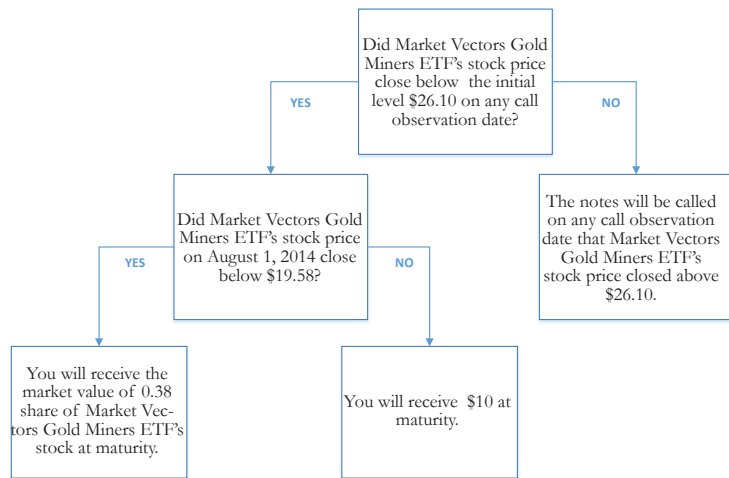 Did Market Vectors Gold
Miners ETF's stock price
close below the initial
level $26.10 on any call
observation date?
YES
NO
Did Market Vectors Gold
Miners ETF's stock price
on August 1, 2014 close
below $19.58?
The notes will be called
on any call observation
date that Market Vectors
Gold Miners ETF's
stock price closed above
$26.10.
YES
NO
You will receive the
market value of 0.38
share of Market Vec-
tors Gold Miners ETF's
stock at maturity.
You will receive $10 at
maturity.